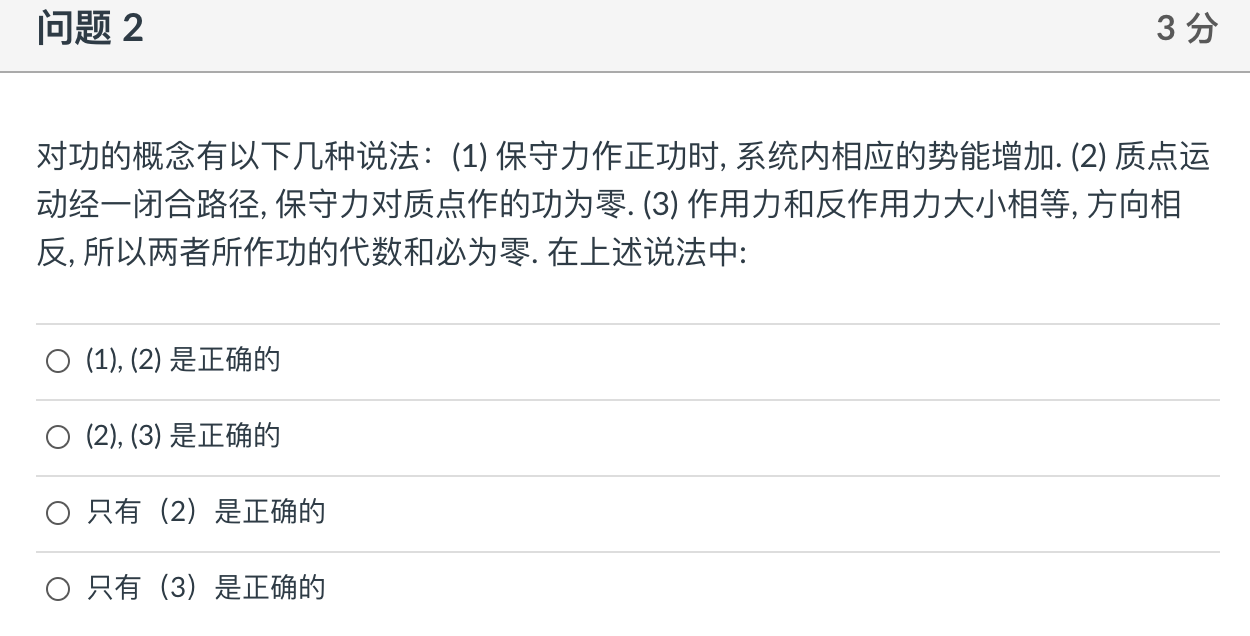 问题 2
3 分
对功的概念有以下几种说法：(1) 保守力作正功时, 系统内相应的势能增加. (2) 质点运
动经一闭合路径, 保守力对质点作的功为零. (3) 作用力和反作用力大小相等, 方向相
反, 所以两者所作功的代数和必为零. 在上述说法中:
(1), (2) 是正确的
(2), (3) 是正确的
只有（2）是正确的
只有（3）是正确的